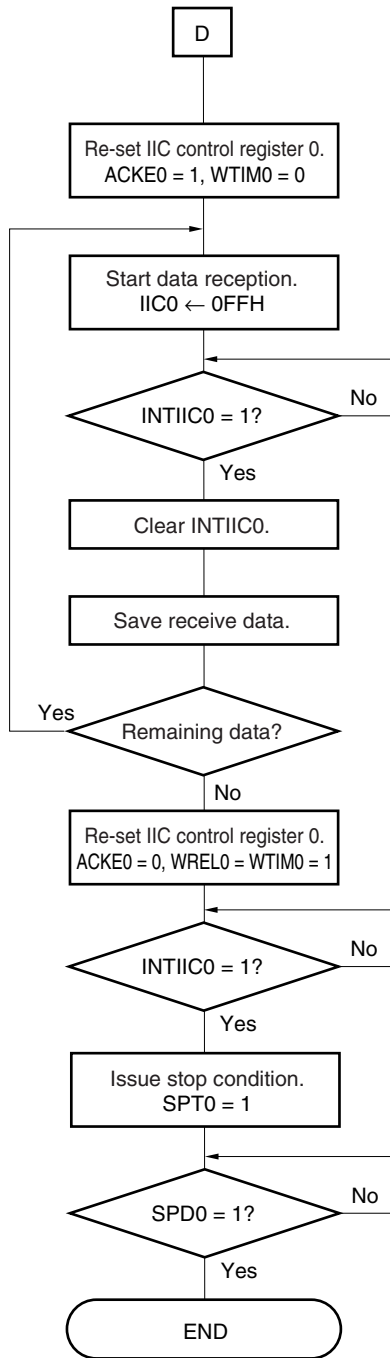 D
Re-set IIC control register 0.
ACKE0 = 1, WTIM0 = 0
Start data reception.
IIC0 ← 0FFH
INTIIC0 = 1?
No
Yes
Clear INTIIC0.
Save receive data.
Yes
Remaining data?
No
Re-set IIC control register 0.
ACKE0 = 0, WREL0 = WTIM0 = 1
INTIIC0 = 1?
No
Yes
Issue stop condition.
SPT0 = 1
SPD0 = 1?
No
Yes
END